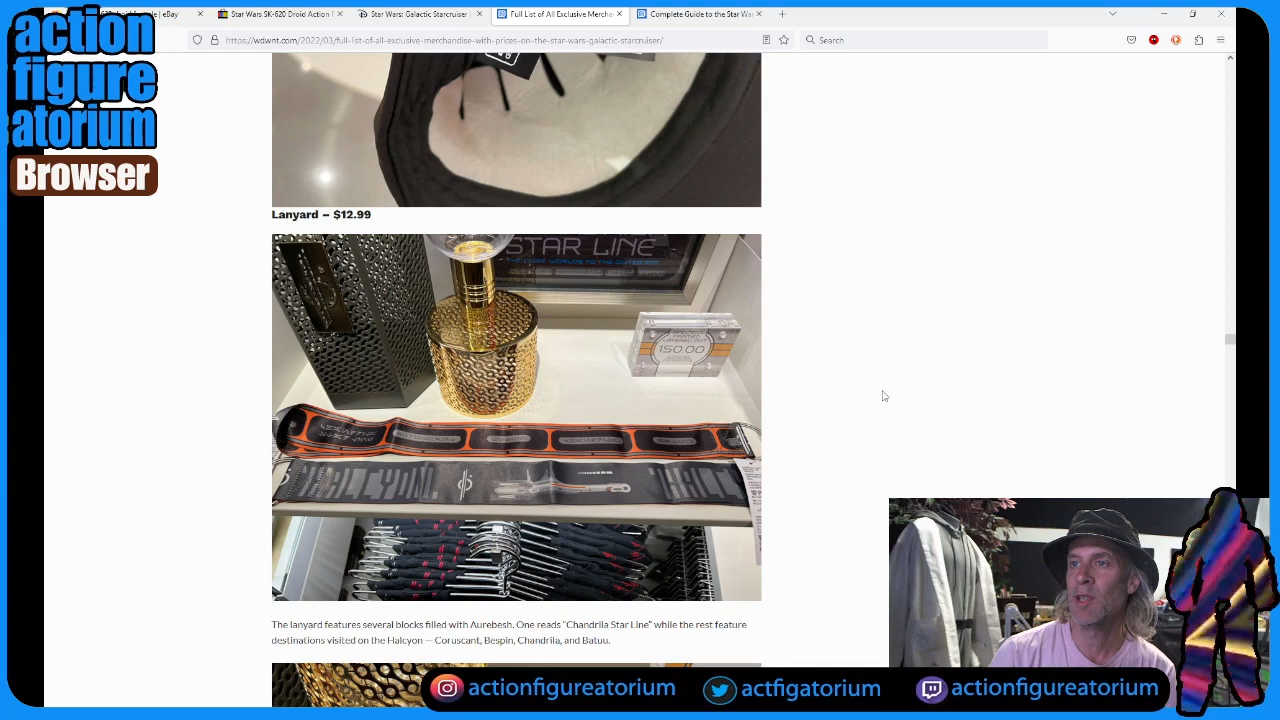 action
figure
atorium
Browser
| eBay
Star Wars SK-620 Droid Action
Star Wars: Galactic Starcruiser
Full List of All Exclusive Mercha
Complete Guide to the Star Wa
https://wdwnt.com/2022/03/full-list-of-all-exclusive-merchandise-with-prices-on-the-star-wars-galactic-starcruiser/
Search
Lanyard – $12.99
STAR LINE
150.00
The lanyard features several blocks filled with Aurebesh. One reads “Chandrila Star Line” while the rest feature
destinations visited on the Halcyon — Coruscant, Bespin, Chandrila, and Batuu.
actionfigureatorium
actfigatorium
actionfigureatorium